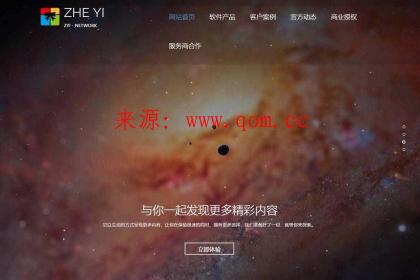 ZHE YI
ZYI · NETWORK
网站首页 软件产品 客户案例 官方动态 商业授权
服务商合作
来源：www.qom.cc
与你一起发现更多精彩内容
立即体验